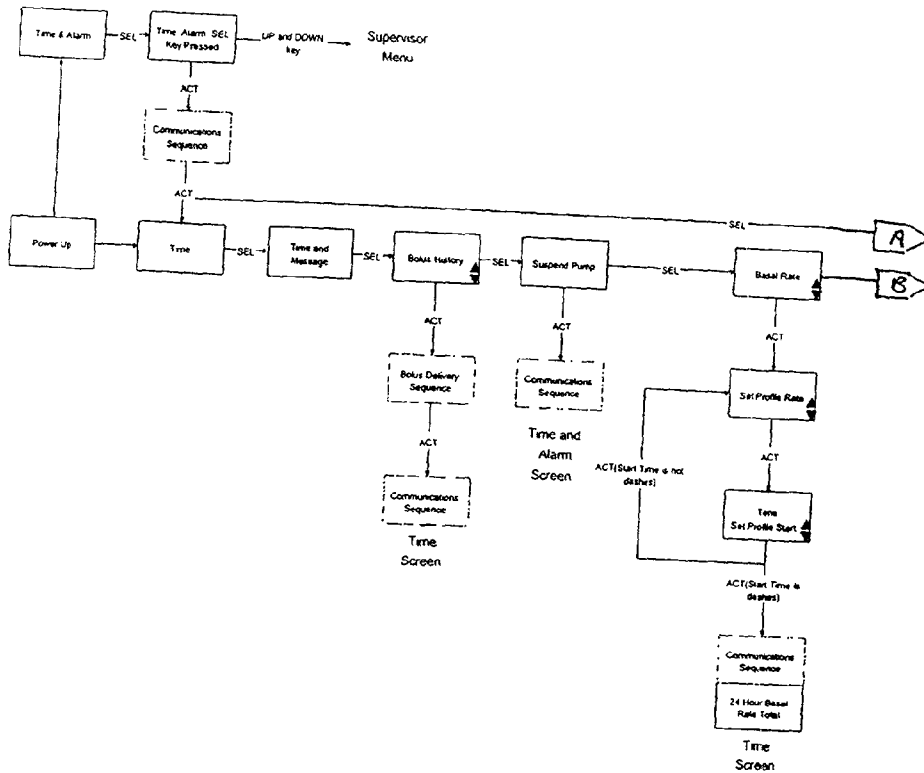 Time & Alarm
SEL
Time Alarm SEL
Key Pressed
UP and DOWN
key
Supervisor
Menu
ACT
Communications
Sequence
ACT
SEL
A
Power Up
Time
SEL
Time and
Message
SEL
Bolus History
SEL
Suspend Pump
SEL
Basal Rate
B
ACT
Bolus Delivery
Sequence
ACT
Communications
Sequence
Time
Screen
ACT
Communications
Sequence
Time and
Alarm
Screen
ACT
Set Profile Rate
ACT
ACT(Start Time is not
dashes)
Time
Set Profile Start
ACT(Start Time is
dashes)
Communications
Sequence
24 Hour Basal
Rate Total
Time
Screen